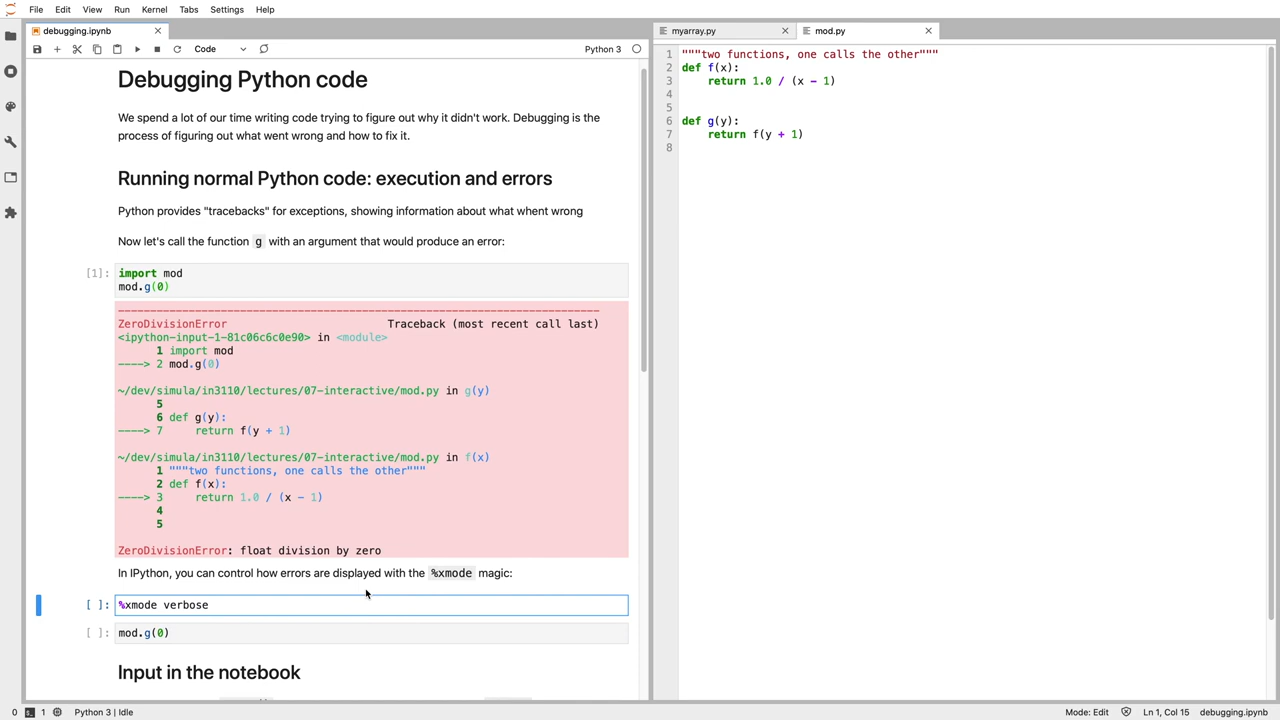 File Edit View Run Kernel Tabs Settings Help
debugging.ipynb
Code
Python 3
Debugging Python code
We spend a lot of our time writing code trying to figure out why it didn't work. Debugging is the
process of figuring out what went wrong and how to fix it.
Running normal Python code: execution and errors
Python provides "tracebacks" for exceptions, showing information about what whent wrong
Now let's call the function g with an argument that would produce an error:
[1]: import mod
mod.g(0)
---------------------------------------------------------------------------
ZeroDivisionError                         Traceback (most recent call last)
<ipython-input-1-81c06c6c0e90> in <module>
      1 import mod
----> 2 mod.g(0)
~/dev/simula/in3110/lectures/07-interactive/mod.py in g(y)
      5
      6 def g(y):
----> 7     return f(y + 1)
~/dev/simula/in3110/lectures/07-interactive/mod.py in f(x)
      1 """two functions, one calls the other"""
      2 def f(x):
----> 3     return 1.0 / (x - 1)
      4
      5
ZeroDivisionError: float division by zero
In IPython, you can control how errors are displayed with the %xmode magic:
[ ]: %xmode verbose
[ ]: mod.g(0)
Input in the notebook
myarray.py
mod.py
1 """two functions, one calls the other"""
2 def f(x):
3     return 1.0 / (x - 1)
4
5
6 def g(y):
7     return f(y + 1)
8
0 1 Python 3 | Idle
Mode: Edit Ln 1, Col 15 debugging.ipynb